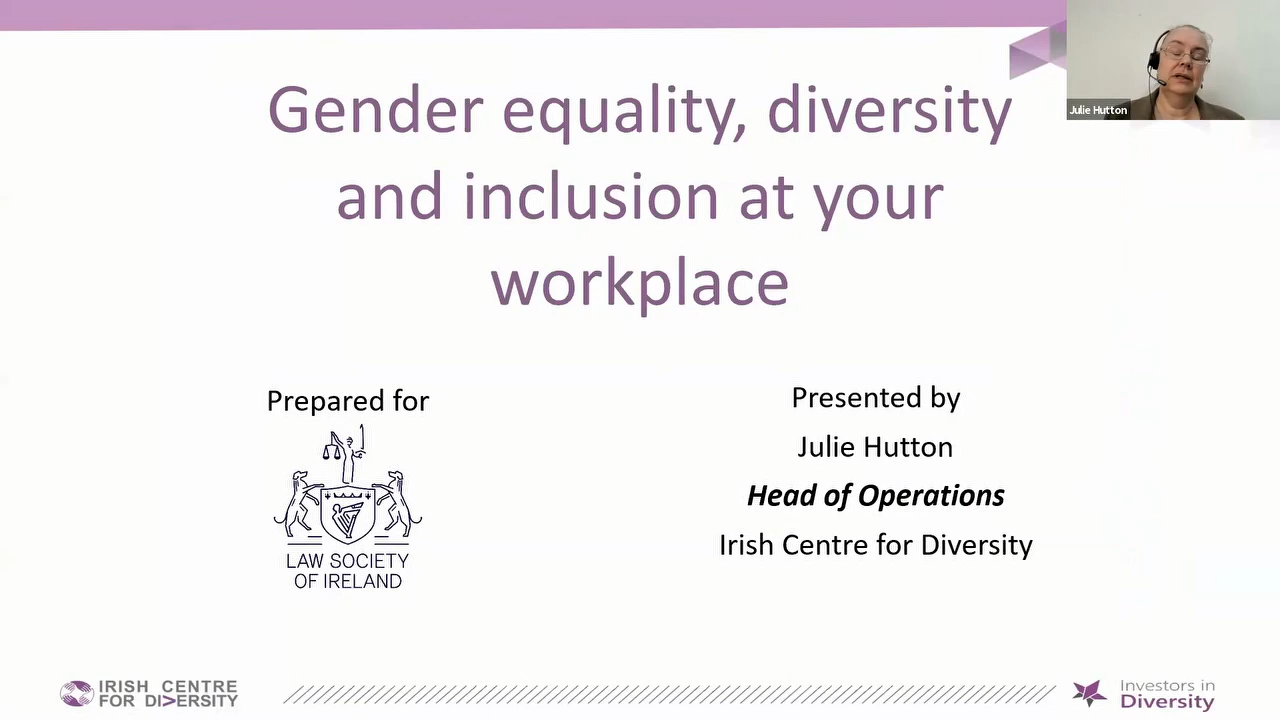 Gender equality, diversity
and inclusion at your
workplace
Julie Hutton
Prepared for
LAW SOCIETY
OF IRELAND
Presented by
Julie Hutton
Head of Operations
Irish Centre for Diversity
IRISH CENTRE
FOR DIVERSITY
Investors in
Diversity